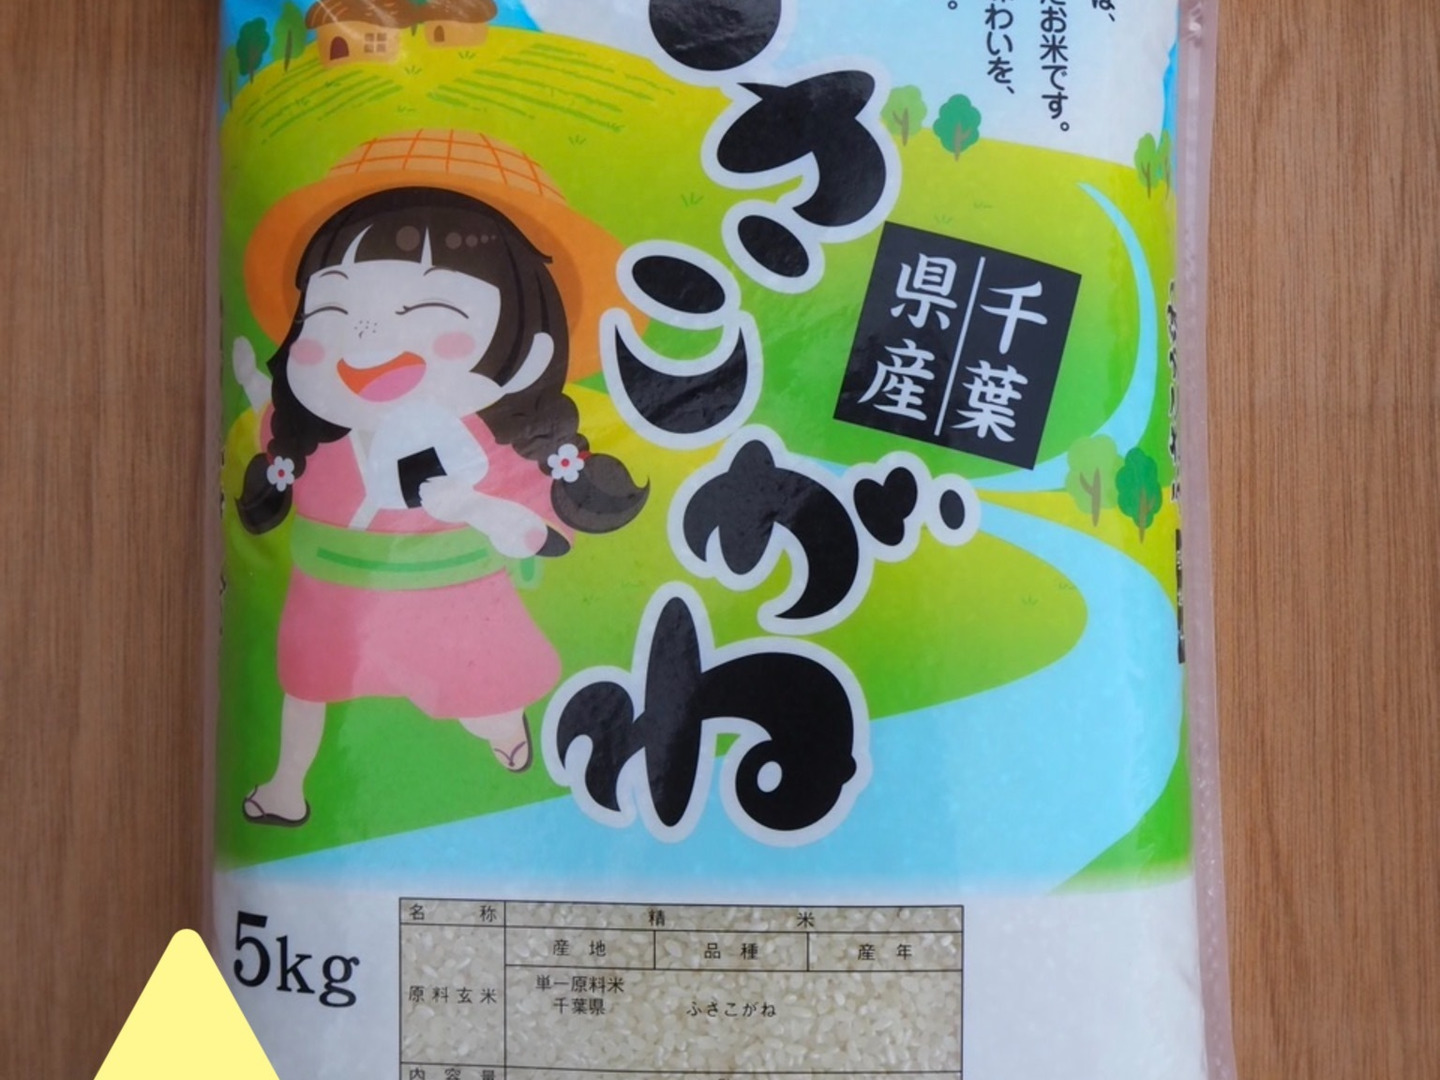 たお米です。
わいを、
さこがね
千葉
県産
5kg
名称 精米
産地 品種 産年
原料玄米 単一原料米 ふさこがね
千葉県
内容量